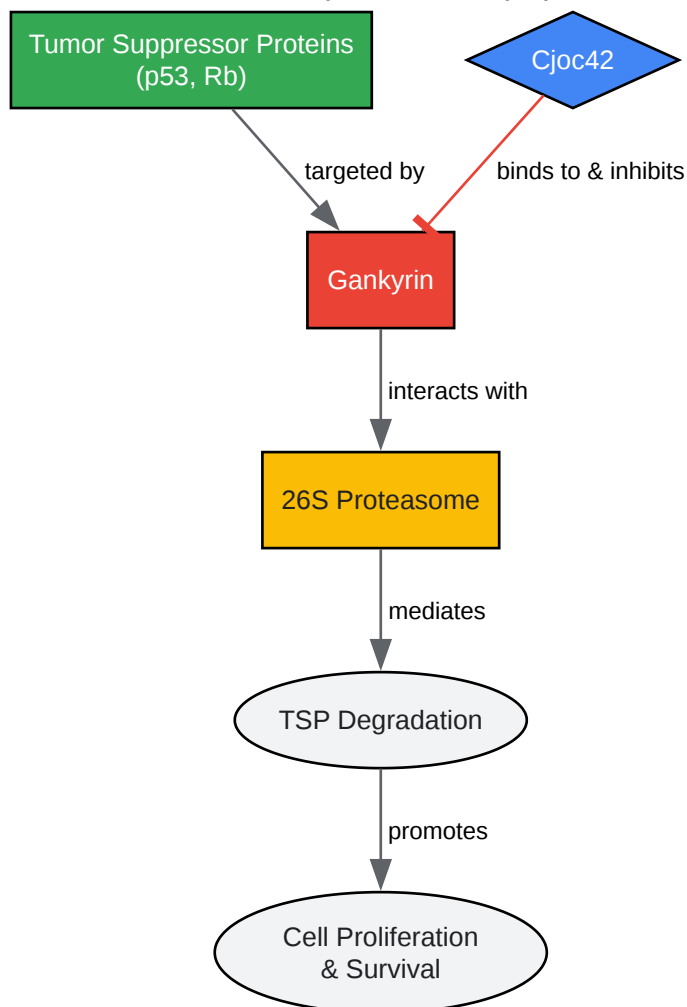 Tumor Suppressor Proteins
(p53, Rb)
Cjoc42
targeted by
binds to & inhibits
Gankyrin
interacts with
26S Proteasome
mediates
TSP Degradation
promotes
Cell Proliferation
& Survival